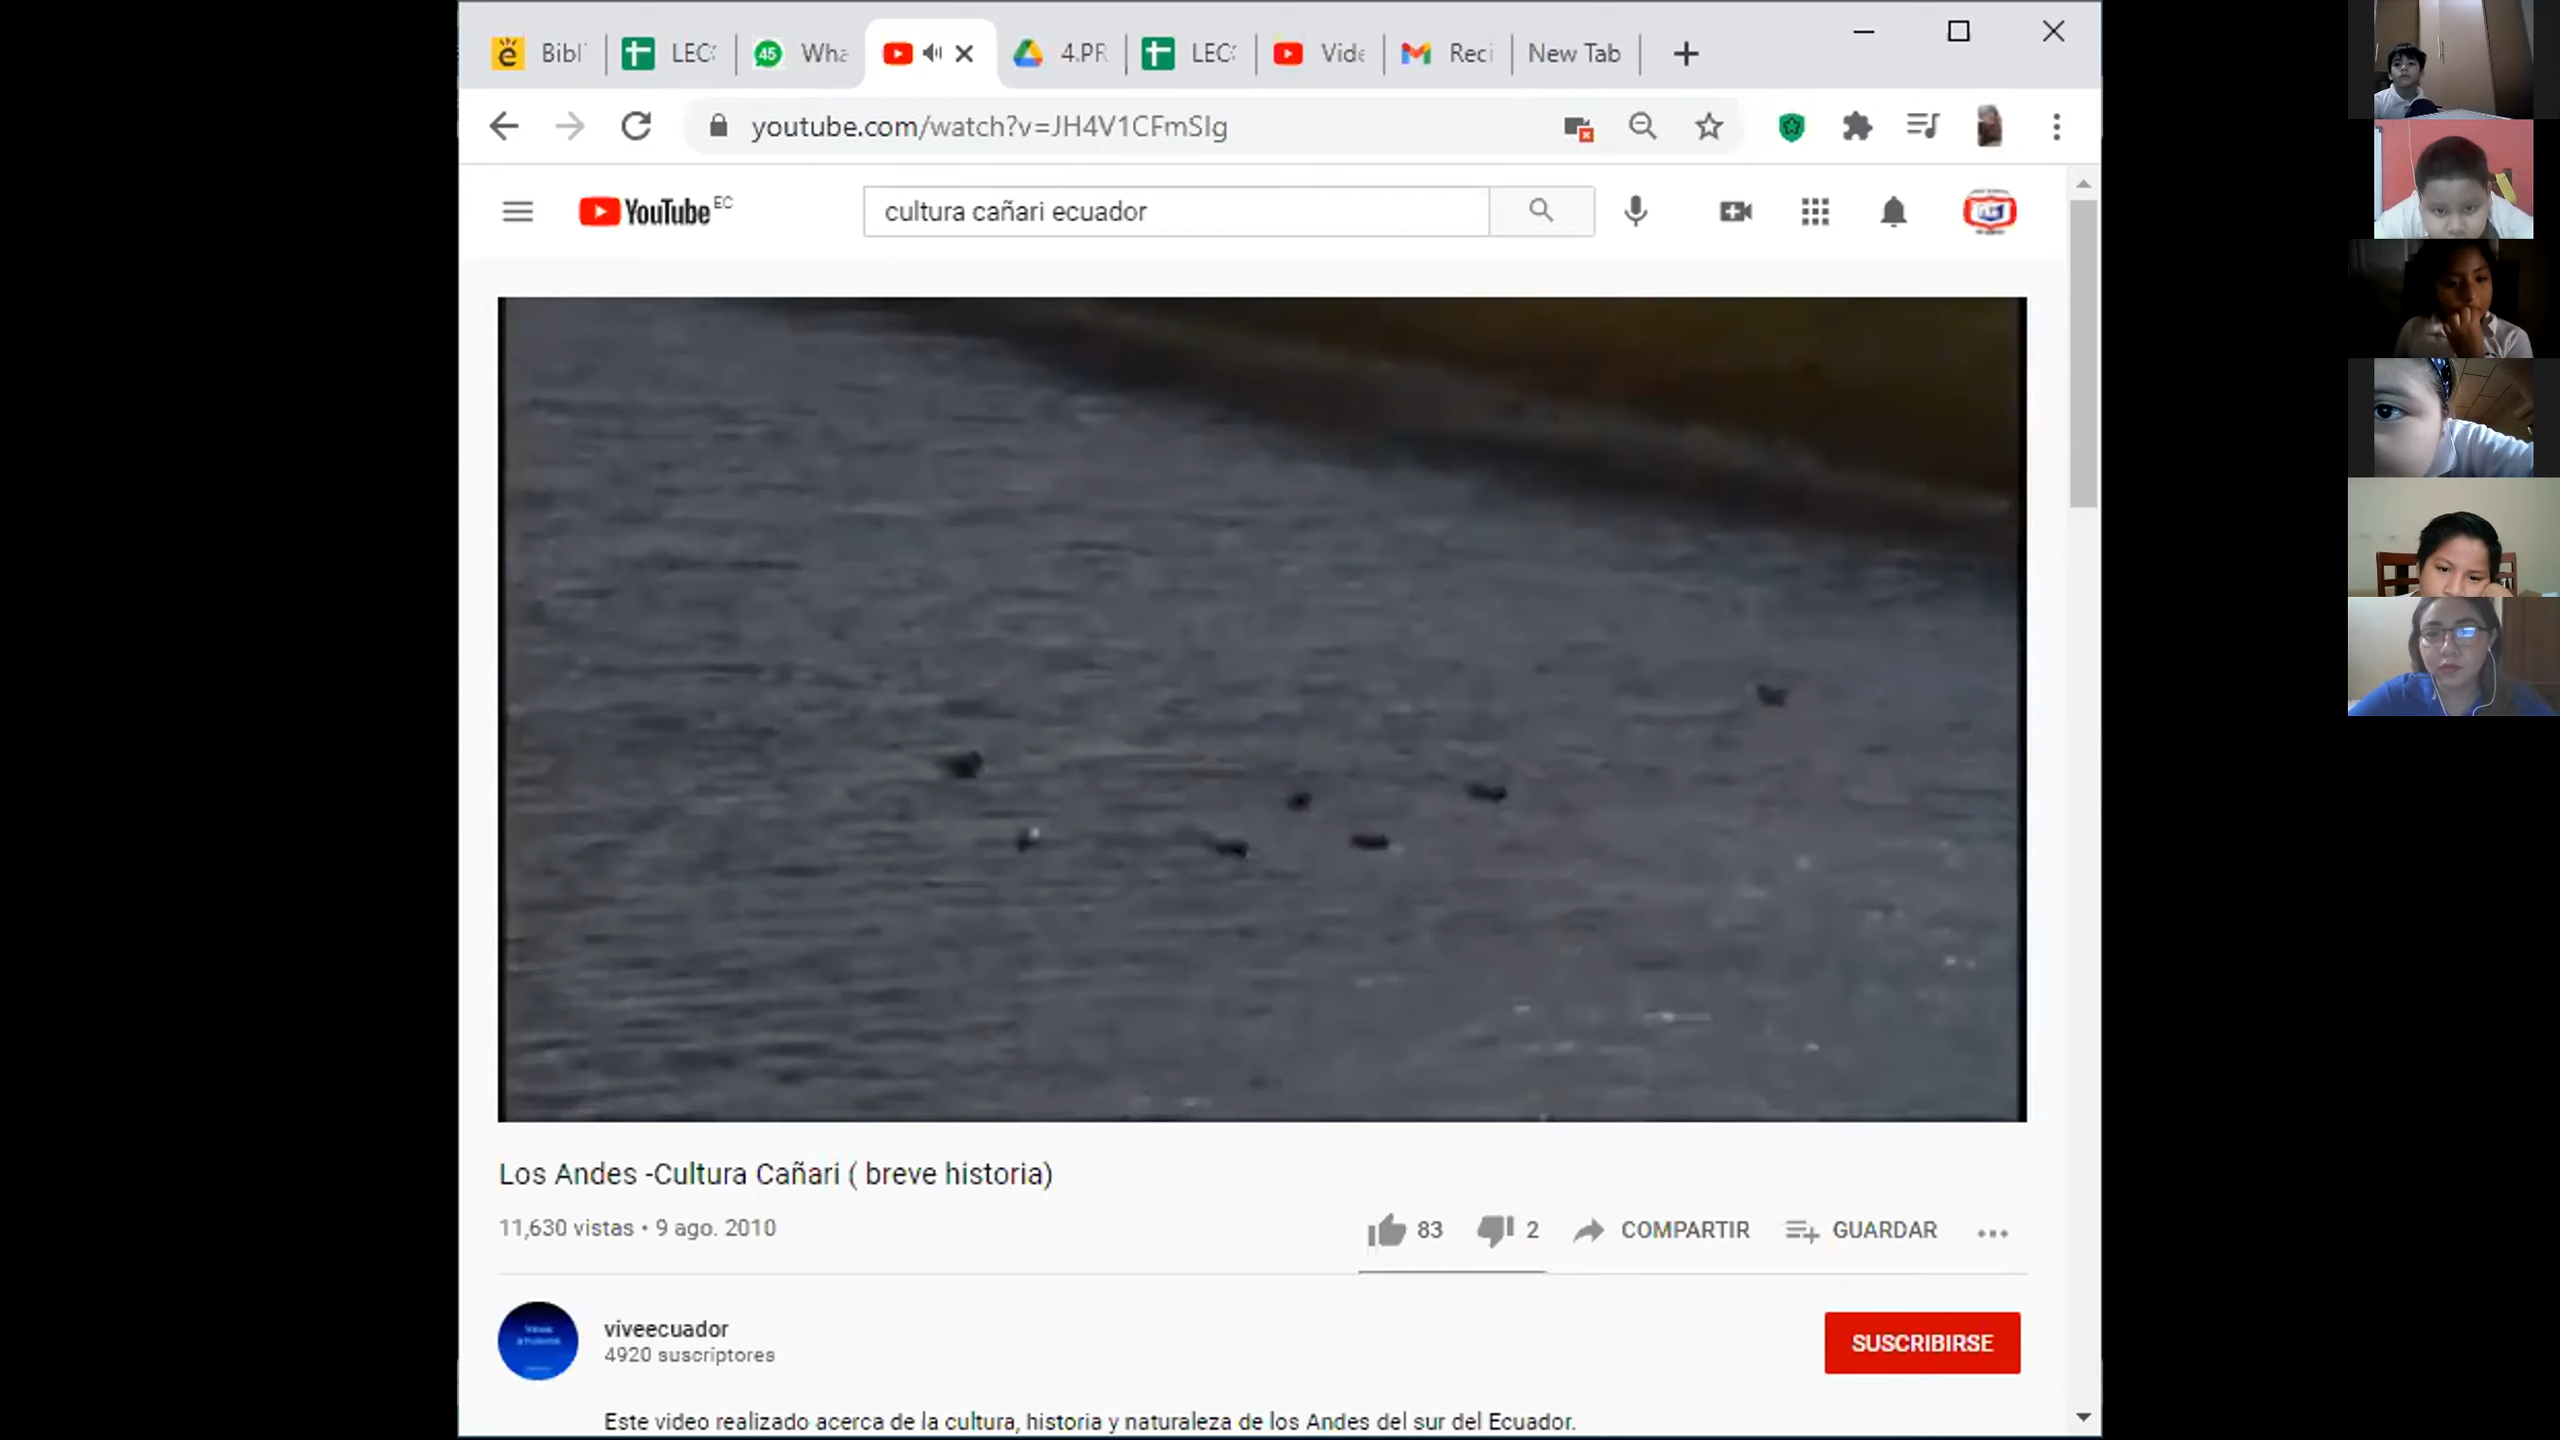 Bibl
LEC
45
Wha
4.PR
LEC
Vide
Reci
New Tab
youtube.com/watch?v=JH4V1CFmSIg
YouTube EC
cultura cañari ecuador
Los Andes -Cultura Cañari ( breve historia)
11,630 vistas • 9 ago. 2010
83
2
COMPARTIR
GUARDAR
viveecuador
4920 suscriptores
SUSCRIBIRSE
Este video realizado acerca de la cultura, historia y naturaleza de los Andes del sur del Ecuador.